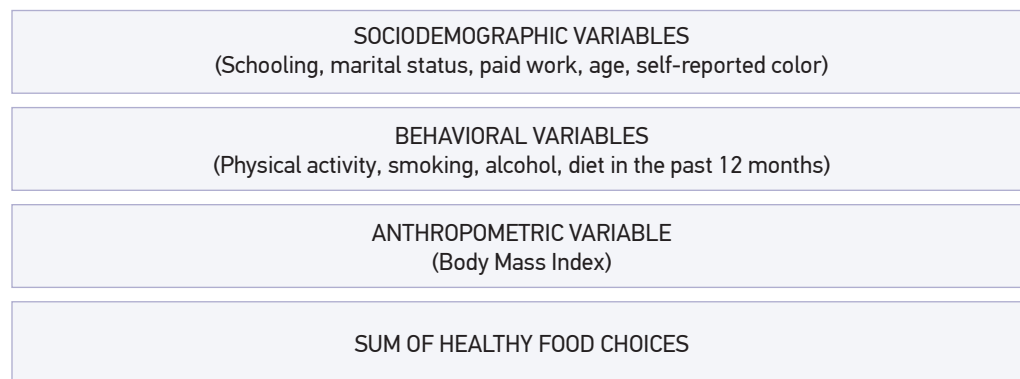 SOCIODEMOGRAPHIC VARIABLES
(Schooling, marital status, paid work, age, self-reported color)
BEHAVIORAL VARIABLES
(Physical activity, smoking, alcohol, diet in the past 12 months)
ANTHROPOMETRIC VARIABLE
(Body Mass Index)
SUM OF HEALTHY FOOD CHOICES